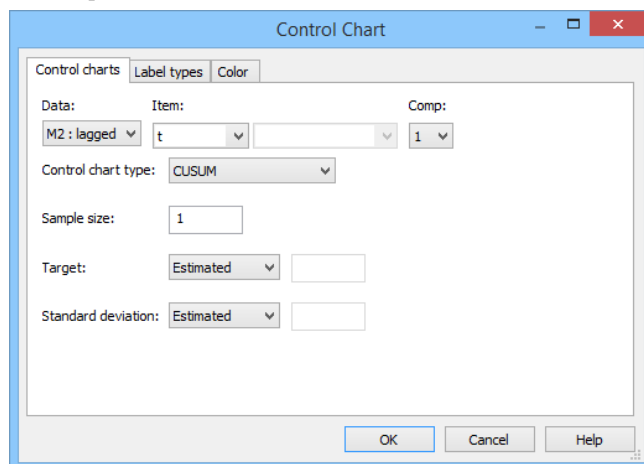 Control Chart
Control charts Label types Color
Data: Item: Comp:
M2 : lagged t 1
Control chart type: CUSUM
Sample size: 1
Target: Estimated
Standard deviation: Estimated
OK Cancel Help